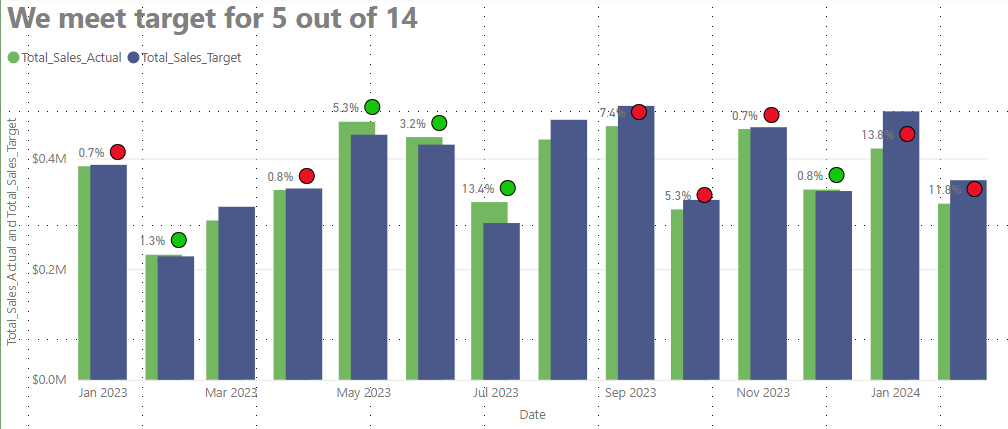 We meet target for 5 out of 14
Total_Sales_Actual Total_Sales_Target
Total_Sales_Actual and Total_Sales_Target
$0.4M
$0.2M
$0.0M
0.7%
1.3%
0.8%
5.3%
3.2%
13.4%
7.4%
5.3%
0.7%
0.8%
13.8%
11.8%
Jan 2023 Mar 2023 May 2023 Jul 2023 Sep 2023 Nov 2023 Jan 2024
Date